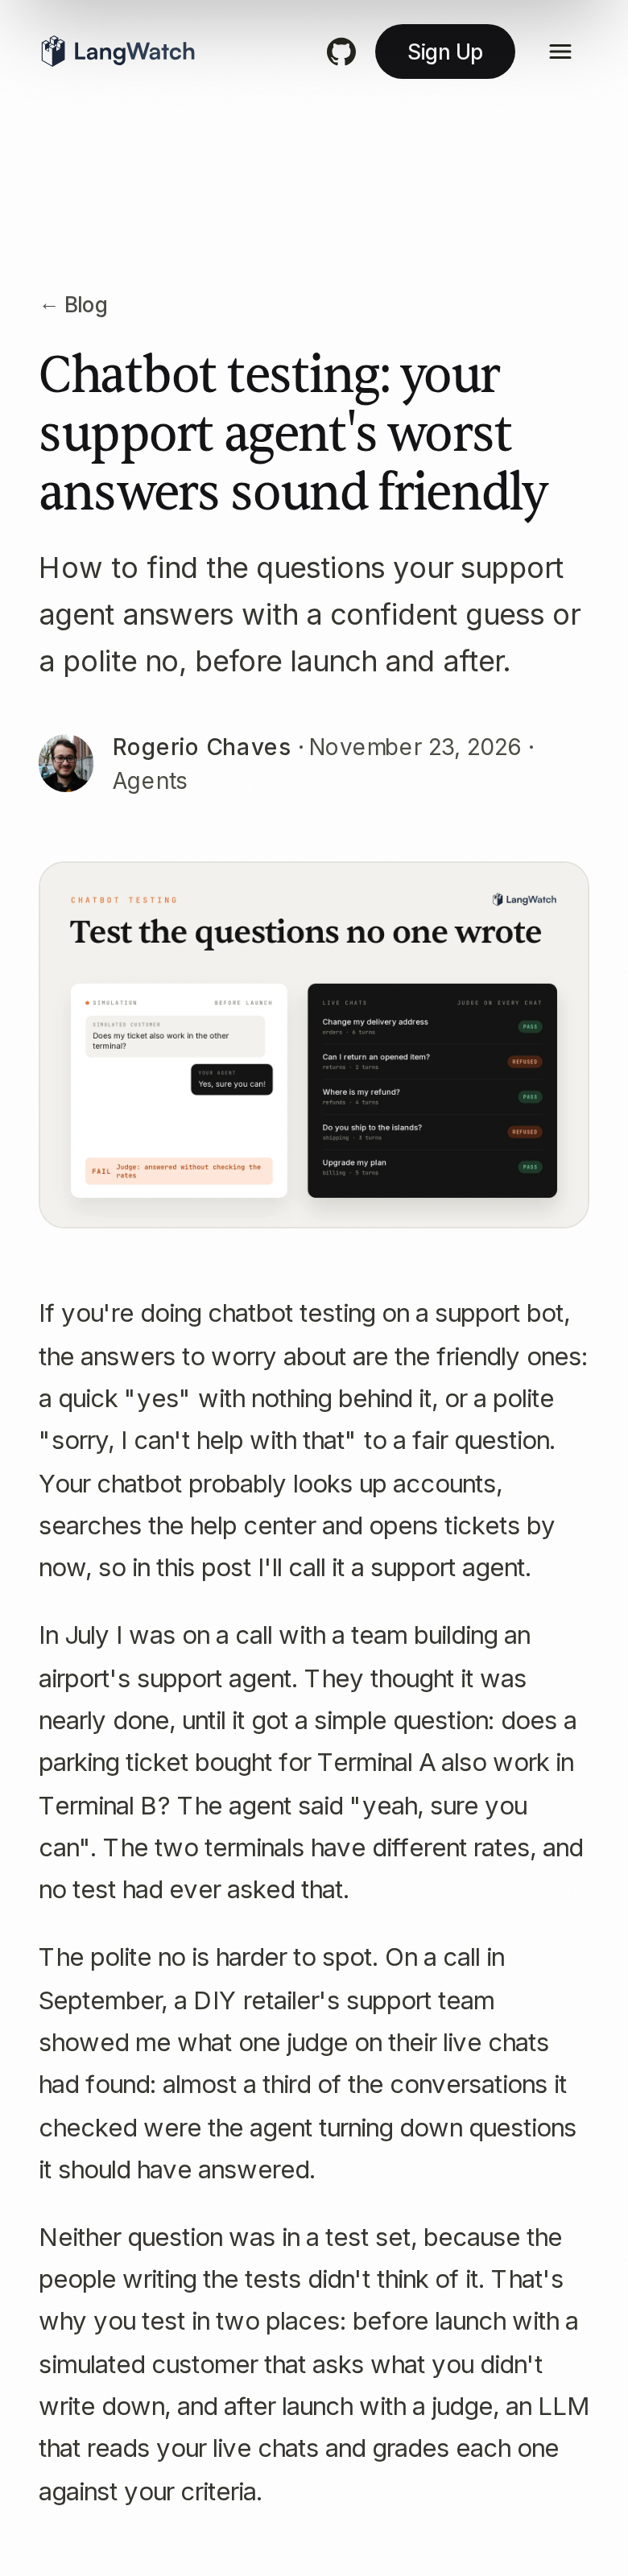 LangWatch
Sign Up
← Blog
Chatbot testing: your
support agent's worst
answers sound friendly
How to find the questions your support
agent answers with a confident guess or
a polite no, before launch and after.
Rogerio Chaves · November 23, 2026 ·
Agents
CHATBOT TESTING
LangWatch
Test the questions no one wrote
SIMULATION
BEFORE LAUNCH
SIMULATED CUSTOMER
Does my ticket also work in the other
terminal?
YOUR AGENT
Yes, sure you can!
FAIL Judge: answered without checking the
rates
LIVE CHATS
JUDGE ON EVERY CHAT
Change my delivery address
orders · 6 turns
PASS
Can I return an opened item?
returns · 2 turns
REFUSED
Where is my refund?
refunds · 4 turns
PASS
Do you ship to the islands?
shipping · 3 turns
REFUSED
Upgrade my plan
billing · 5 turns
PASS
If you're doing chatbot testing on a support bot,
the answers to worry about are the friendly ones:
a quick "yes" with nothing behind it, or a polite
"sorry, I can't help with that" to a fair question.
Your chatbot probably looks up accounts,
searches the help center and opens tickets by
now, so in this post I'll call it a support agent.
In July I was on a call with a team building an
airport's support agent. They thought it was
nearly done, until it got a simple question: does a
parking ticket bought for Terminal A also work in
Terminal B? The agent said "yeah, sure you
can". The two terminals have different rates, and
no test had ever asked that.
The polite no is harder to spot. On a call in
September, a DIY retailer's support team
showed me what one judge on their live chats
had found: almost a third of the conversations it
checked were the agent turning down questions
it should have answered.
Neither question was in a test set, because the
people writing the tests didn't think of it. That's
why you test in two places: before launch with a
simulated customer that asks what you didn't
write down, and after launch with a judge, an LLM
that reads your live chats and grades each one
against your criteria.